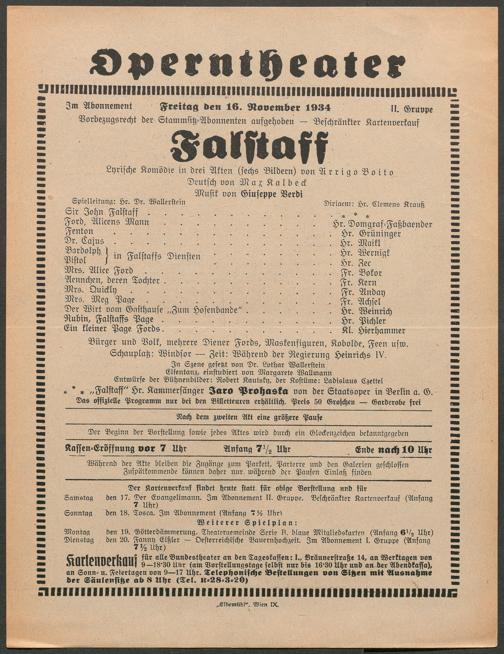 Operntheater
Im Abonnement Freitag den 16. November 1934 II. Gruppe
Vorbezugsrecht der Stammsitz-Abonnenten aufgehoben — Beschränkter Kartenverkauf
Falstaff
Lyrische Komödie in drei Akten (sechs Bildern) von Arrigo Boito
Deutsch von Max Kalbeck
Musik von Giuseppe Verdi
Spielleitung: Hr. Dr. Wallerstein Dirigent: Hr. Clemens Krauß
Sir John Falstaff . . . * * *
Ford, Alicens Mann . . . Hr. Domgraf-Faßbaender
Fenton . . . Hr. Grüninger
Dr. Cajus . . . Hr. Maikl
Bardolph } in Falstaffs Diensten . . . Hr. Wernigk
Pistol . . . Hr. Zec
Mrs. Alice Ford . . . Fr. Bokor
Aennchen, deren Tochter . . . Fr. Kern
Mrs. Quickly . . . Fr. Anday
Mrs. Meg Page . . . Fr. Achsel
Der Wirt vom Gasthause „Zum Hosenbande" . . . Hr. Weinrich
Rubin, Falstaffs Page . . . Hr. Pichler
Ein kleiner Page Fords . . . Kl. Hierhammer
Bürger und Volk, mehrere Diener Fords, Maskenfiguren, Kobolde, Feen usw.
Schauplatz: Windsor — Zeit: Während der Regierung Heinrichs IV.
In Szene gesetzt von Dr. Lothar Wallerstein
Elfentanz, einstudiert von Margarete Wallmann
Entwürfe der Bühnenbilder: Robert Kautsky, der Kostüme: Ladislaus Czettel
* * * „Falstaff" Hr. Kammersänger Jaro Prohaska von der Staatsoper in Berlin a. G.
Das offizielle Programm nur bei den Billetteuren erhältlich. Preis 50 Groschen — Garderobe frei
Nach dem zweiten Akt eine größere Pause
Der Beginn der Vorstellung sowie jedes Aktes wird durch ein Glockenzeichen bekanntgegeben
Kassen-Eröffnung vor 7 Uhr Anfang 7½ Uhr Ende nach 10 Uhr
Während der Akte bleiben die Zugänge zum Parkett, Parterre und den Galerien geschlossen
Zuspätkommende können daher nur während der Pausen Einlaß finden
Der Kartenverkauf findet heute statt für obige Vorstellung und für
Samstag den 17. Der Evangelimann. Im Abonnement II. Gruppe. Beschränkter Kartenverkauf (Anfang
7 Uhr)
Sonntag den 18. Tosca. Im Abonnement (Anfang 7½ Uhr)
Weiterer Spielplan:
Montag den 19. Götterdämmerung. Theatergemeinde Serie B, blaue Mitgliedskarten (Anfang 6½ Uhr)
Dienstag den 20. Fanny Elßler — Oesterreichische Bauernhochzeit. Im Abonnement I. Gruppe (Anfang
7½ Uhr)
Kartenverkauf für alle Bundestheater an den Tageskassen: I., Bräunerstraße 14, an Werktagen von
9—18/30 Uhr (am Vorstellungstage selbst nur bis 16/30 Uhr und an der Abendkassa),
an Sonn- u. Feiertagen von 9—17 Uhr. Telephonische Bestellungen von Sitzen mit Ausnahme
der Säulensitze ab 8 Uhr (Tel. R-28-3-20)
„Elbemühl", Wien IX.